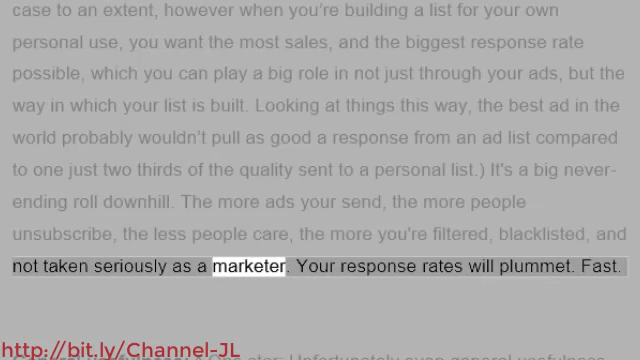 case to an extent, however when you’re building a list for your own
personal use, you want the most sales, and the biggest response rate
possible, which you can play a big role in not just through your ads, but the
way in which your list is built. Looking at things this way, the best ad in the
world probably wouldn’t pull as good a response from an ad list compared
to one just two thirds of the quality sent to a personal list.) It's a big never-
ending roll downhill. The more ads your send, the more people
unsubscribe, the less people care, the more you're filtered, blacklisted, and
not taken seriously as a marketer. Your response rates will plummet. Fast.
http://bit.ly/Channel-JL
Unfortunately even general usefulness